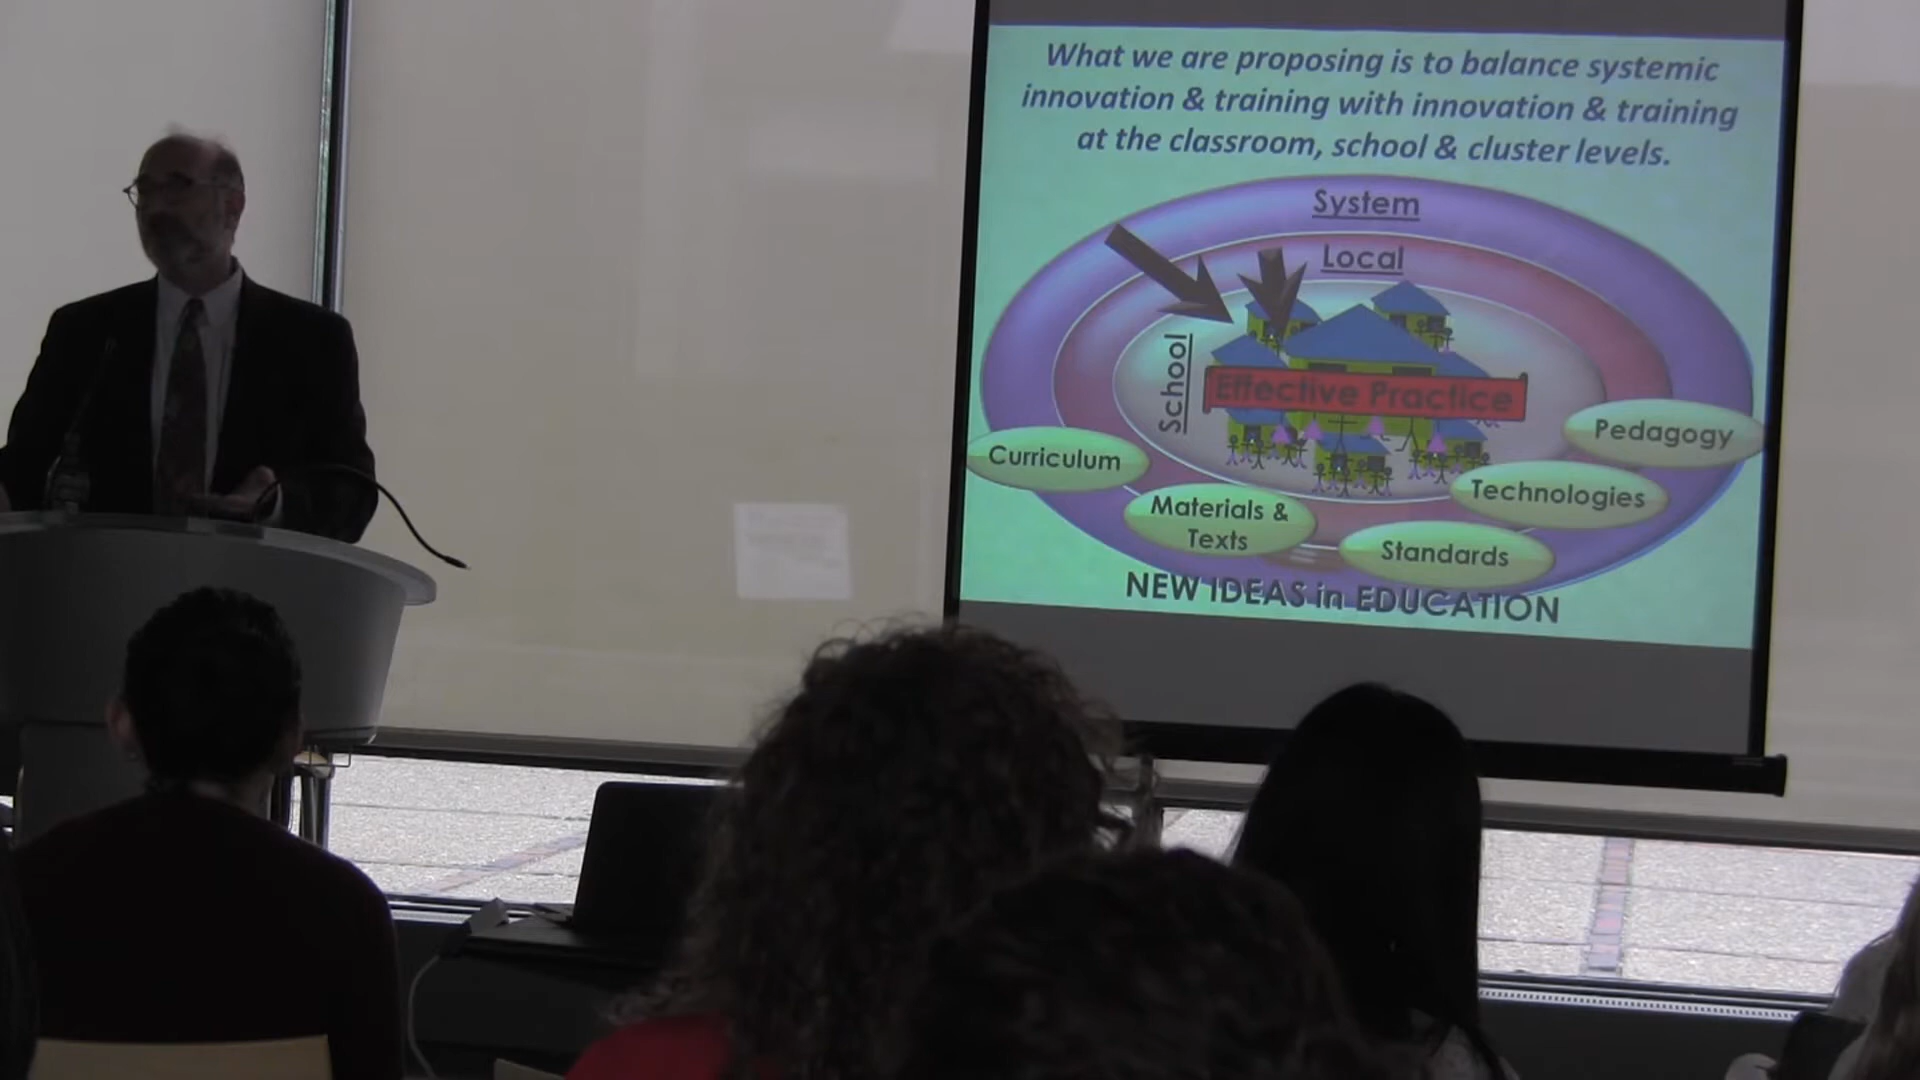 What we are proposing is to balance systemic
innovation & training with innovation & training
at the classroom, school & cluster levels.
System
Local
School
Effective Practice
Pedagogy
Curriculum
Technologies
Materials &
Texts
Standards
NEW IDEAS in EDUCATION